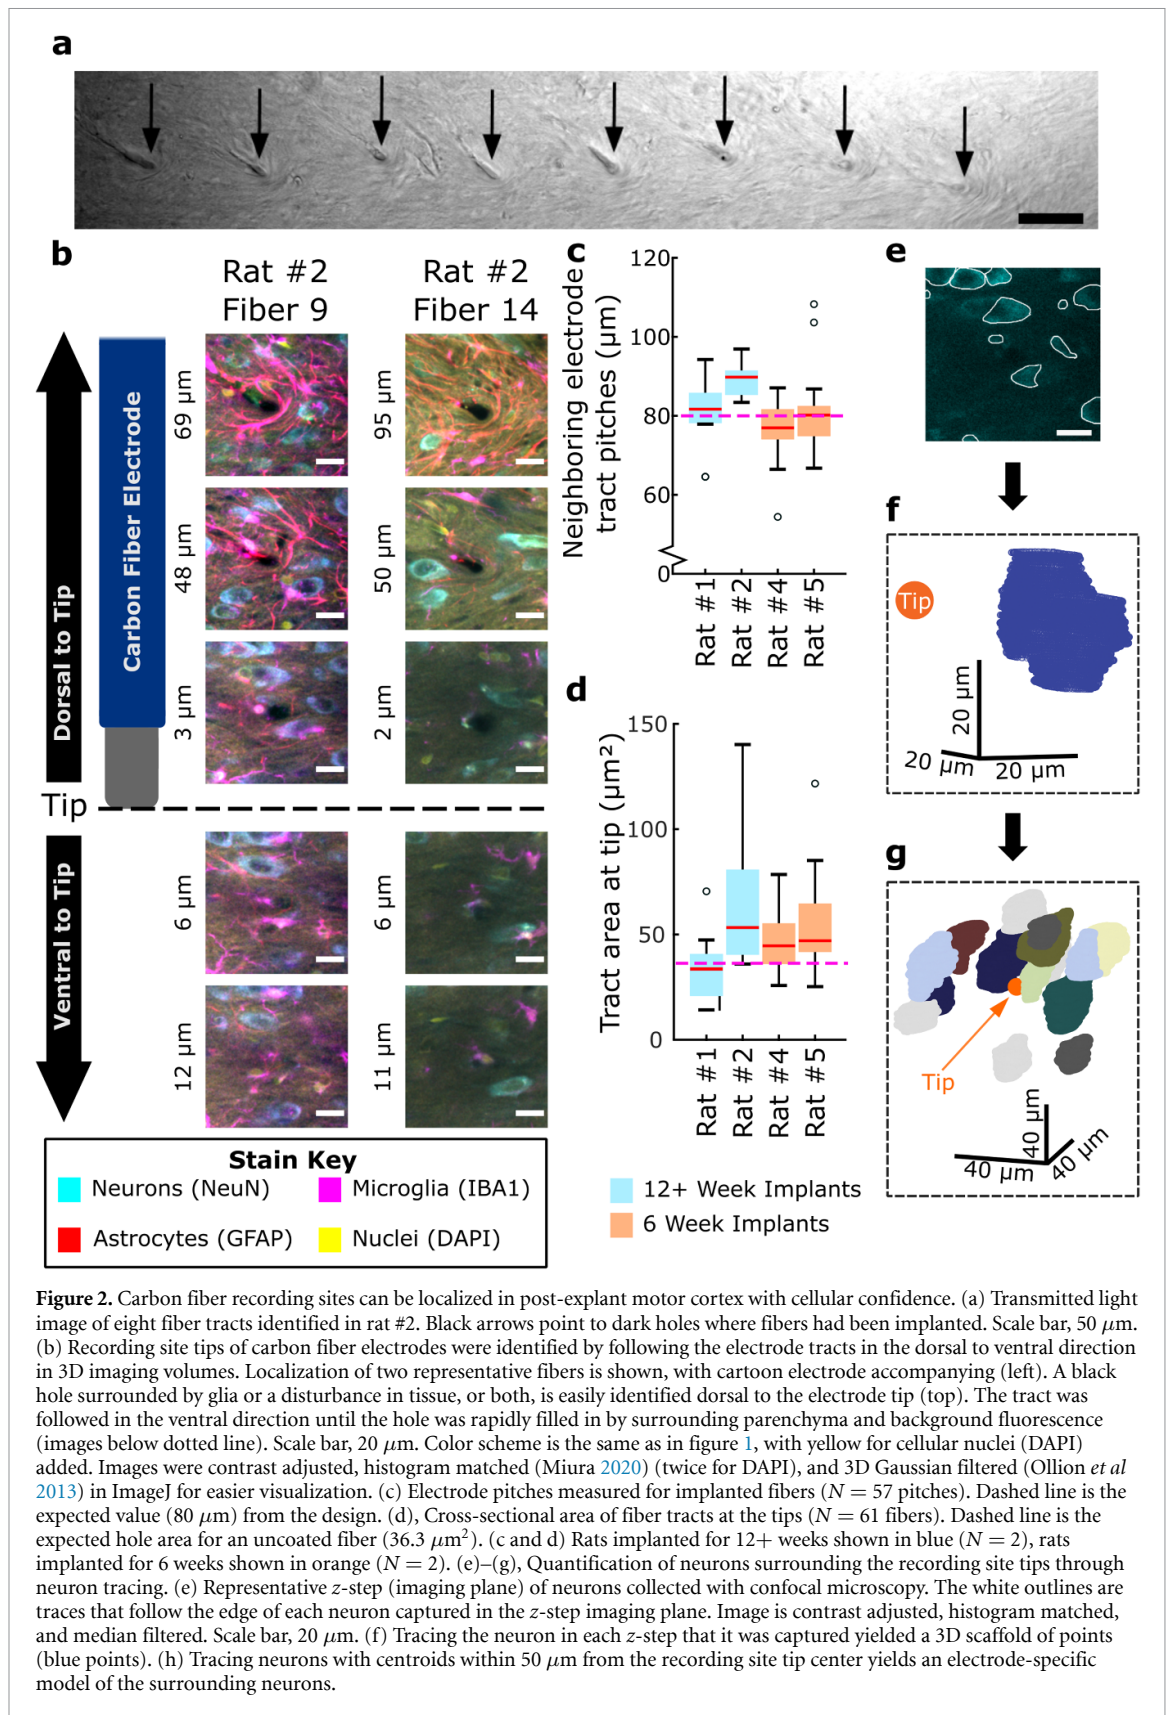 a
b
Rat #2
Fiber 9
Rat #2
Fiber 14
Dorsal to Tip
Carbon Fiber Electrode
69 μm
95 μm
48 μm
50 μm
3 μm
2 μm
Tip
Ventral to Tip
6 μm
6 μm
12 μm
11 μm
Stain Key
Neurons (NeuN)
Microglia (IBA1)
Astrocytes (GFAP)
Nuclei (DAPI)
c
Neighboring electrode
tract pitches (μm)
120
100
80
60
0
Rat #1
Rat #2
Rat #4
Rat #5
d
Tract area at tip (μm²)
150
100
50
0
Rat #1
Rat #2
Rat #4
Rat #5
12+ Week Implants
6 Week Implants
e
f
Tip
20 μm
20 μm
20 μm
g
Tip
40 μm
40 μm
40 μm
Figure 2. Carbon fiber recording sites can be localized in post-explant motor cortex with cellular confidence. (a) Transmitted light
image of eight fiber tracts identified in rat #2. Black arrows point to dark holes where fibers had been implanted. Scale bar, 50 μm.
(b) Recording site tips of carbon fiber electrodes were identified by following the electrode tracts in the dorsal to ventral direction
in 3D imaging volumes. Localization of two representative fibers is shown, with cartoon electrode accompanying (left). A black
hole surrounded by glia or a disturbance in tissue, or both, is easily identified dorsal to the electrode tip (top). The tract was
followed in the ventral direction until the hole was rapidly filled in by surrounding parenchyma and background fluorescence
(images below dotted line). Scale bar, 20 μm. Color scheme is the same as in figure 1, with yellow for cellular nuclei (DAPI)
added. Images were contrast adjusted, histogram matched (Miura 2020) (twice for DAPI), and 3D Gaussian filtered (Ollion et al
2013) in ImageJ for easier visualization. (c) Electrode pitches measured for implanted fibers (N = 57 pitches). Dashed line is the
expected value (80 μm) from the design. (d), Cross-sectional area of fiber tracts at the tips (N = 61 fibers). Dashed line is the
expected hole area for an uncoated fiber (36.3 μm²). (c and d) Rats implanted for 12+ weeks shown in blue (N = 2), rats
implanted for 6 weeks shown in orange (N = 2). (e)–(g), Quantification of neurons surrounding the recording site tips through
neuron tracing. (e) Representative z-step (imaging plane) of neurons collected with confocal microscopy. The white outlines are
traces that follow the edge of each neuron captured in the z-step imaging plane. Image is contrast adjusted, histogram matched,
and median filtered. Scale bar, 20 μm. (f) Tracing the neuron in each z-step that it was captured yielded a 3D scaffold of points
(blue points). (h) Tracing neurons with centroids within 50 μm from the recording site tip center yields an electrode-specific
model of the surrounding neurons.